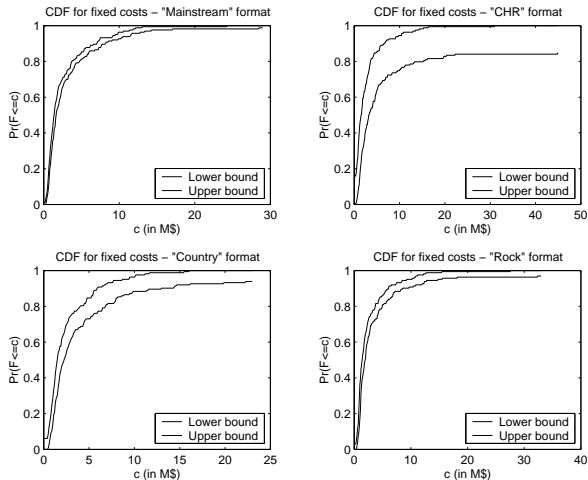 CDF for fixed costs – "Mainstream" format
1
0.8
0.6
0.4
0.2
0
Pr(F<=c)
Lower bound
Upper bound
0 10 20 30
c (in M$)
CDF for fixed costs – "CHR" format
1
0.8
0.6
0.4
0.2
0
Pr(F<=c)
Lower bound
Upper bound
0 10 20 30 40 50
c (in M$)
CDF for fixed costs – "Country" format
1
0.8
0.6
0.4
0.2
0
Pr(F<=c)
Lower bound
Upper bound
0 5 10 15 20 25
c (in M$)
CDF for fixed costs – "Rock" format
1
0.8
0.6
0.4
0.2
0
Pr(F<=c)
Lower bound
Upper bound
0 10 20 30 40
c (in M$)